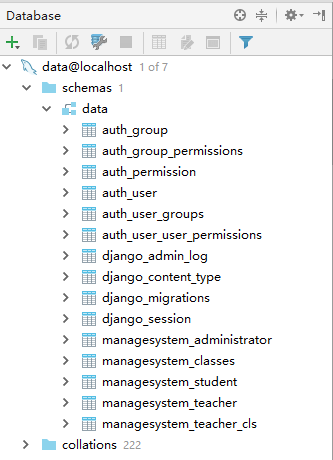 Database
data@localhost 1 of 7
schemas 1
data
auth_group
auth_group_permissions
auth_permission
auth_user
auth_user_groups
auth_user_user_permissions
django_admin_log
django_content_type
django_migrations
django_session
managesystem_administrator
managesystem_classes
managesystem_student
managesystem_teacher
managesystem_teacher_cls
collations 222